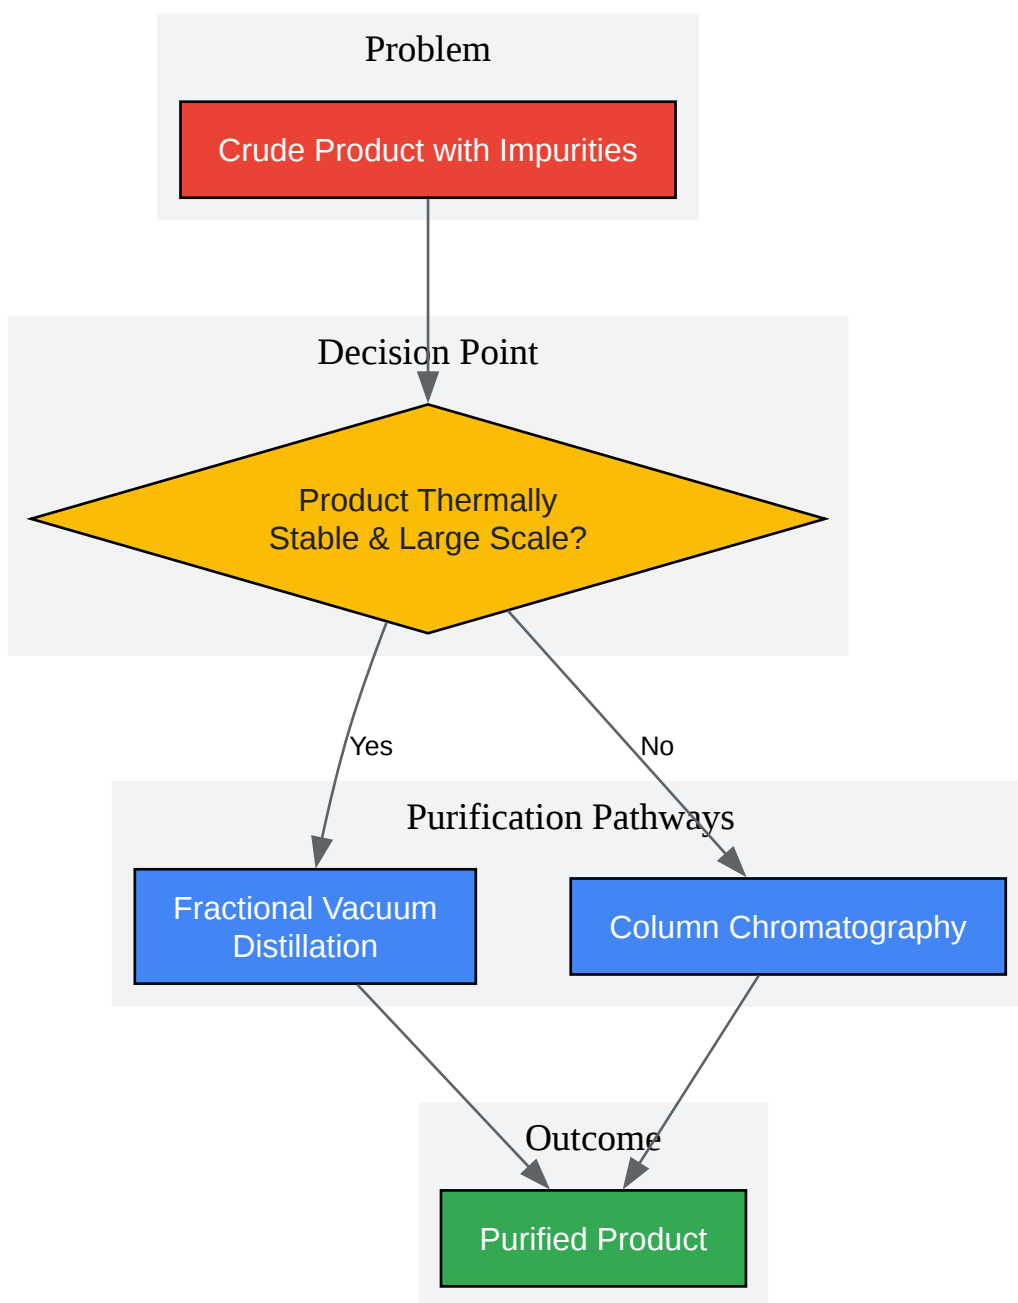 Problem
Crude Product with Impurities
Decision Point
Product Thermally
Stable & Large Scale?
Yes
No
Purification Pathways
Fractional Vacuum
Distillation
Column Chromatography
Outcome
Purified Product